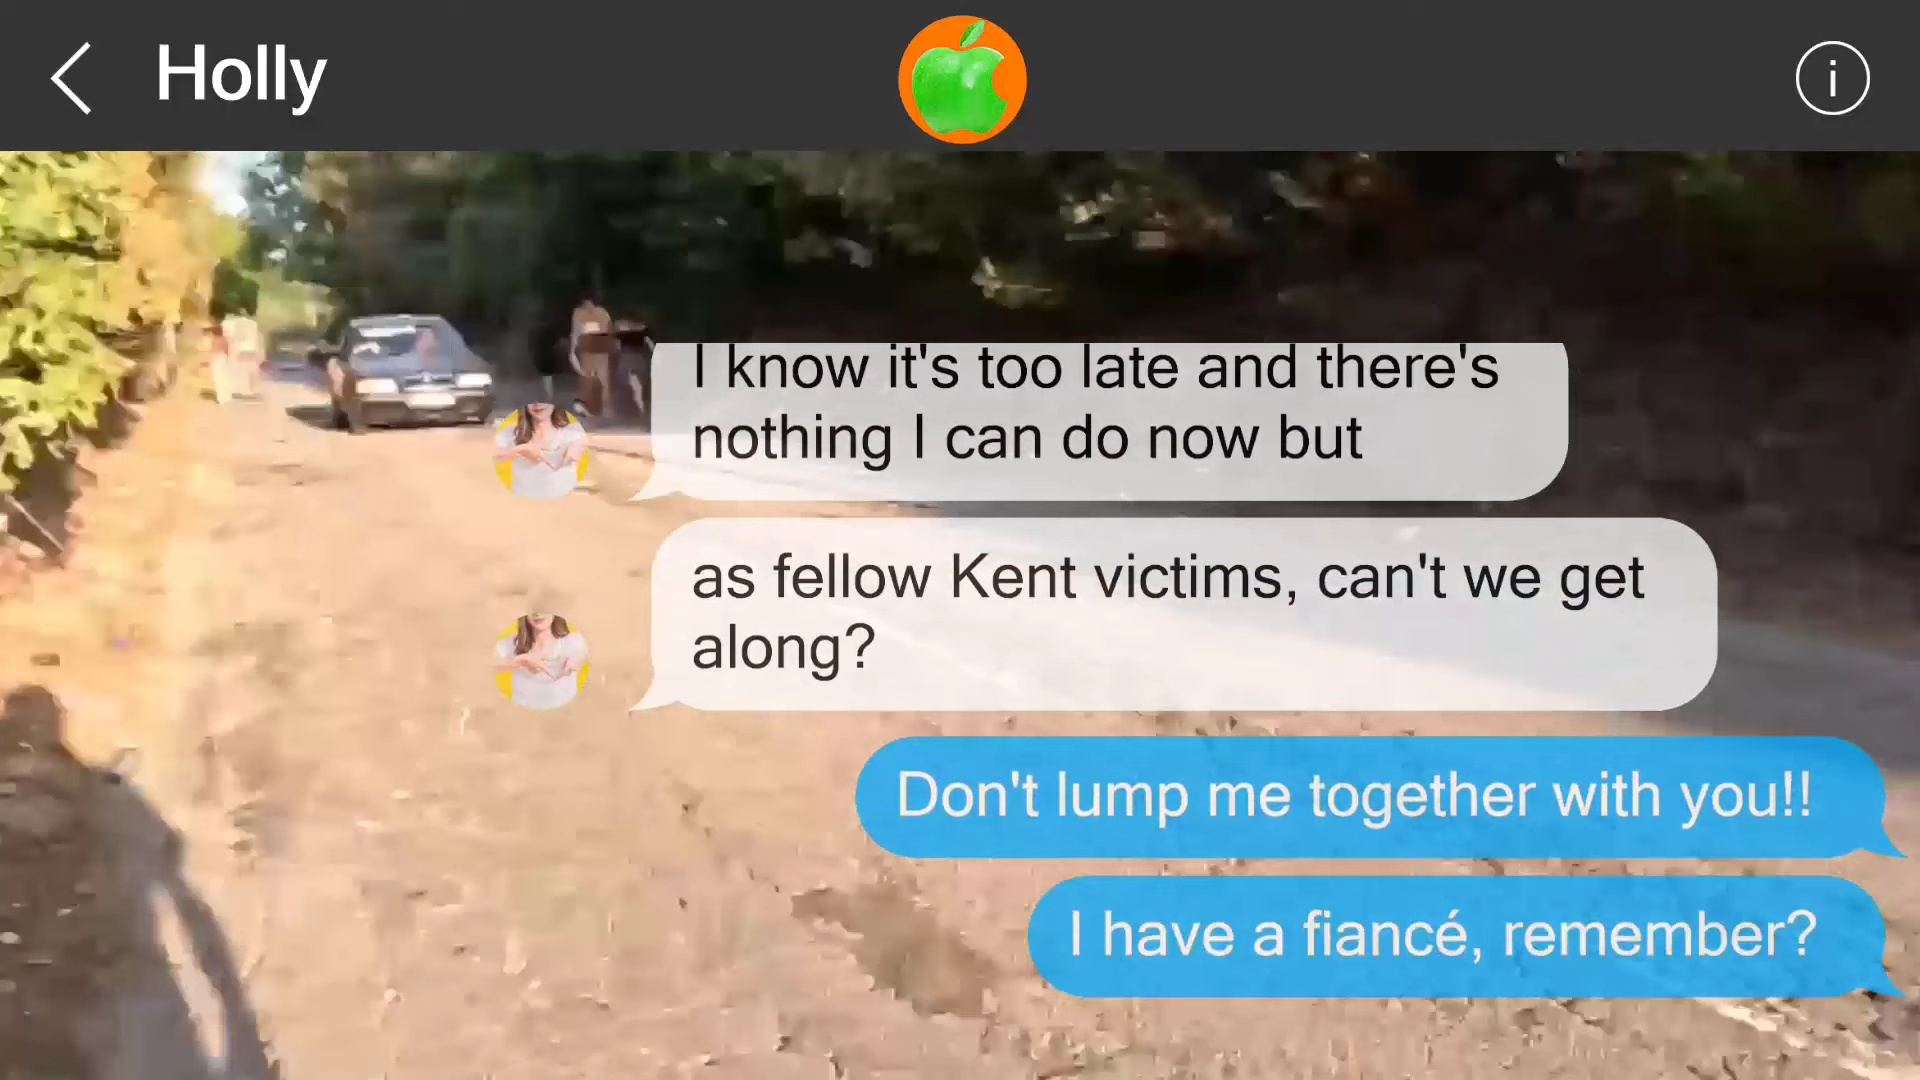 Holly
I know it's too late and there's
nothing I can do now but
as fellow Kent victims, can't we get
along?
Don't lump me together with you!!
I have a fiancé, remember?